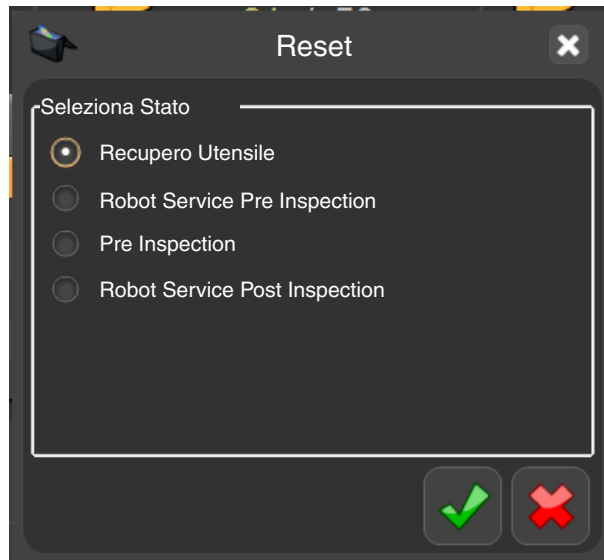 Reset
Seleziona Stato
Recupero Utensile
Robot Service Pre Inspection
Pre Inspection
Robot Service Post Inspection